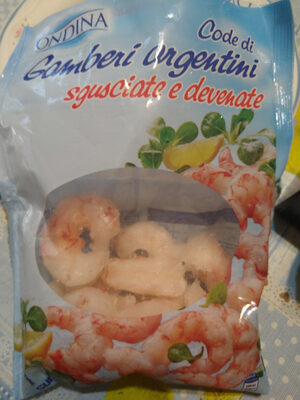 ONDINA
Code di
Gamberi argentini
sgusciate e devenate